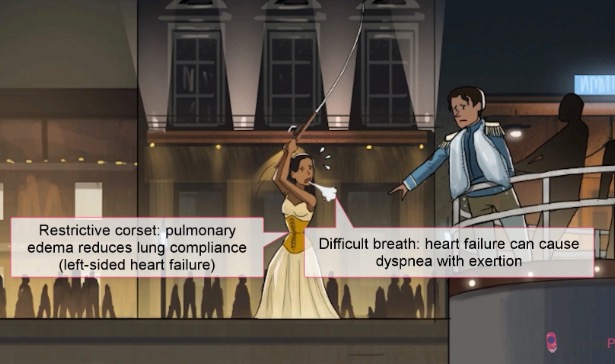 Restrictive corset: pulmonary
edema reduces lung compliance
(left-sided heart failure)
Difficult breath: heart failure can cause
dyspnea with exertion